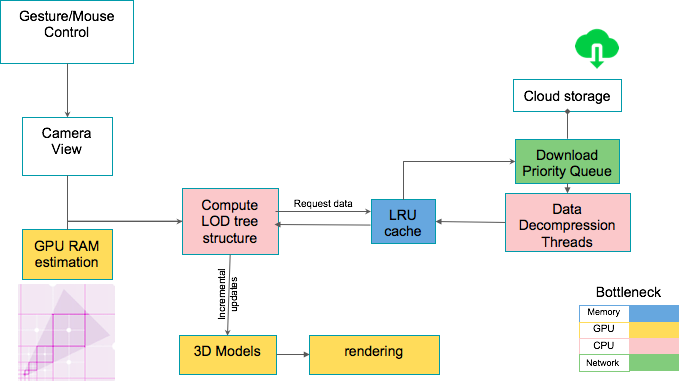 Gesture/Mouse
Control
Cloud storage
Camera
View
Download
Priority Queue
Compute
LOD tree
structure
Request data
LRU
cache
Data
Decompression
Threads
GPU RAM
estimation
Incremental
updates
3D Models
rendering
Bottleneck
Memory
GPU
CPU
Network